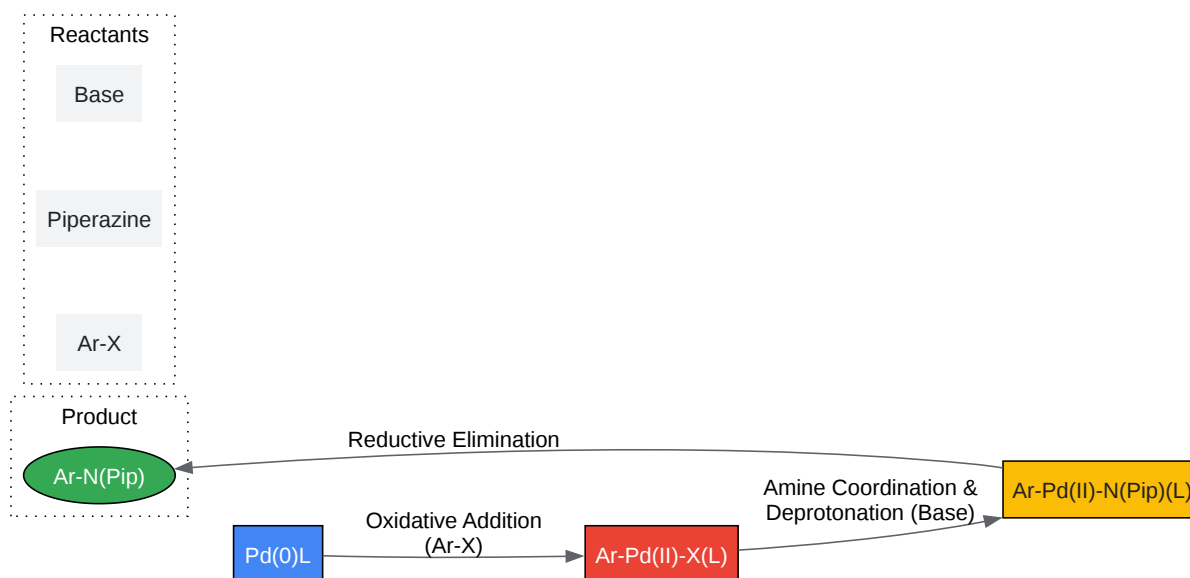 Reactants
Base
Piperazine
Ar-X
Product
Ar-N(Pip)
Reductive Elimination
Pd(0)L
Oxidative Addition
(Ar-X)
Ar-Pd(II)-X(L)
Amine Coordination &
Deprotonation (Base)
Ar-Pd(II)-N(Pip)(L)